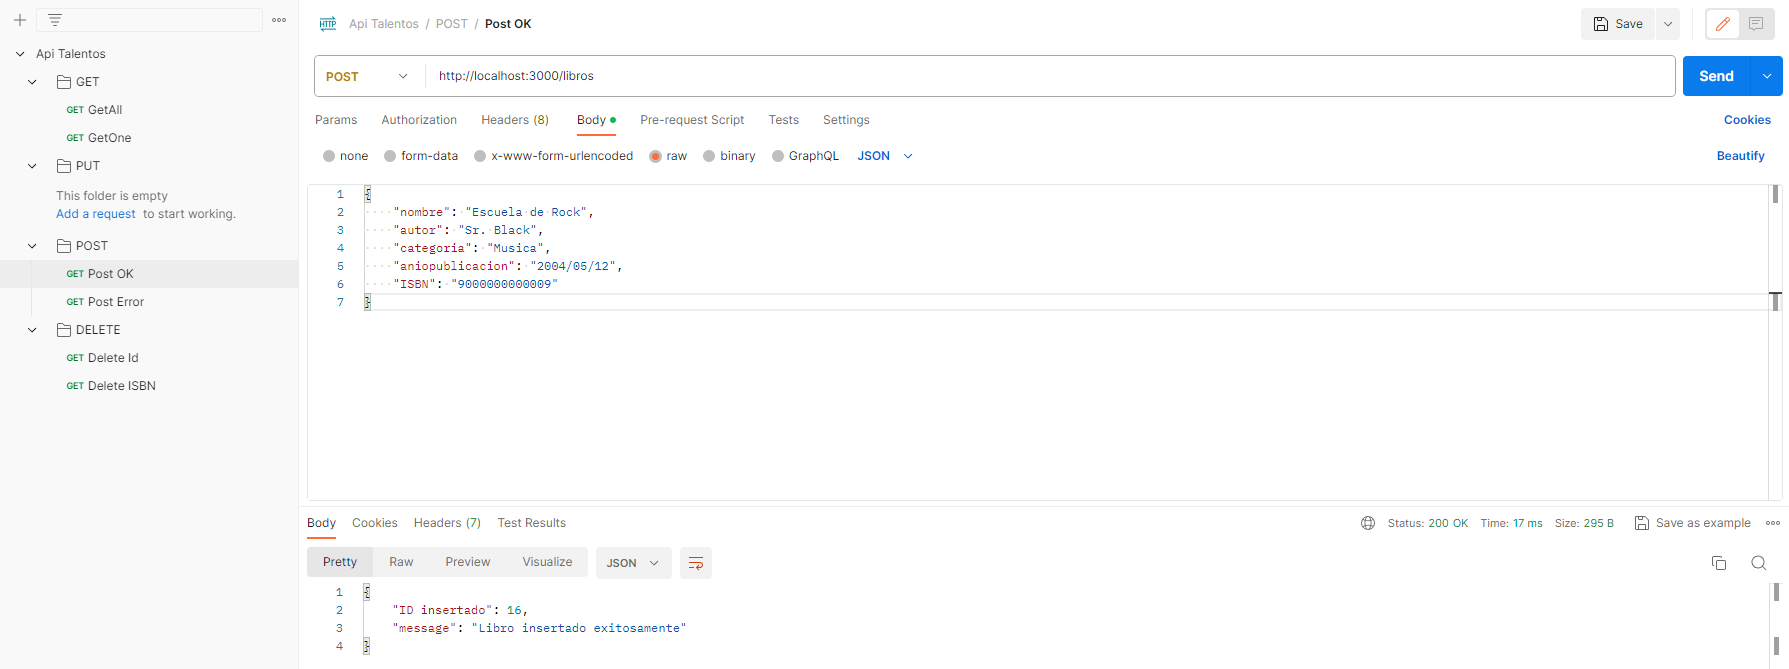 Api Talentos
GET
GET GetAll
GET GetOne
PUT
This folder is empty
Add a request to start working.
POST
GET Post OK
GET Post Error
DELETE
GET Delete Id
GET Delete ISBN
HTTP Api Talentos / POST / Post OK
Save
POST http://localhost:3000/libros
Send
Params Authorization Headers (8) Body Pre-request Script Tests Settings Cookies
none form-data x-www-form-urlencoded raw binary GraphQL JSON Beautify
1 {
2 "nombre": "Escuela de Rock",
3 "autor": "Sr. Black",
4 "categoria": "Musica",
5 "aniopublicacion": "2004/05/12",
6 "ISBN": "9000000000009"
7 }
Body Cookies Headers (7) Test Results Status: 200 OK Time: 17 ms Size: 295 B Save as example
Pretty Raw Preview Visualize JSON
1 {
2 "ID insertado": 16,
3 "message": "Libro insertado exitosamente"
4 }